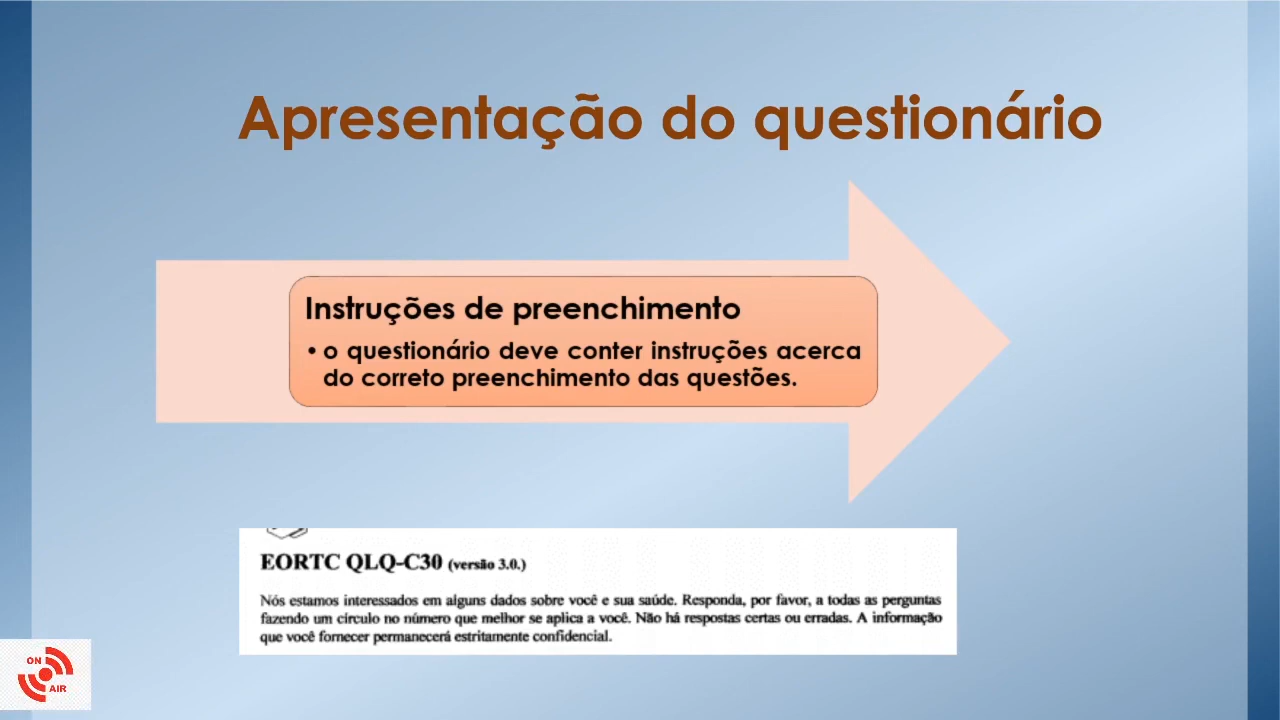 Apresentação do questionário
Instruções de preenchimento
• o questionário deve conter instruções acerca
do correto preenchimento das questões.
EORTC QLQ-C30 (versão 3.0.)
Nós estamos interessados em alguns dados sobre você e sua saúde. Responda, por favor, a todas as perguntas
fazendo um círculo no número que melhor se aplica a você. Não há respostas certas ou erradas. A informação
que você fornecer permanecerá estritamente confidencial.
ON
AIR